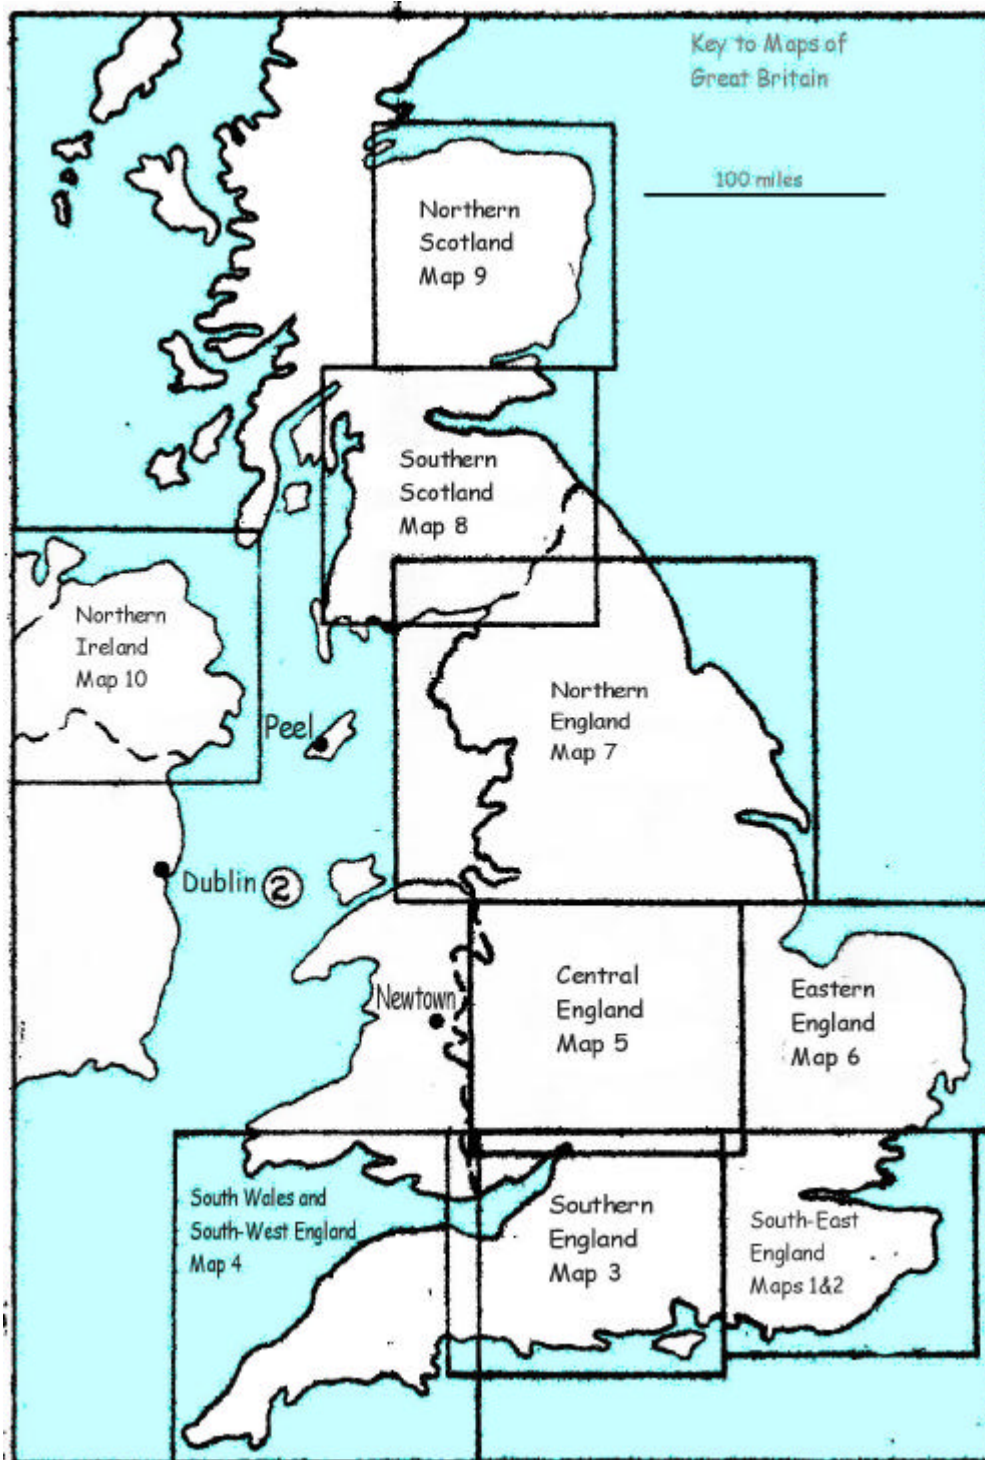 Key to Maps of
Great Britain
100 miles
Northern
Scotland
Map 9
Southern
Scotland
Map 8
Northern
Ireland
Map 10
Northern
England
Map 7
Peel
Dublin 2
Central
England
Map 5
Eastern
England
Map 6
Newtown
South Wales and
South-West England
Map 4
Southern
England
Map 3
South-East
England
Maps 1&2